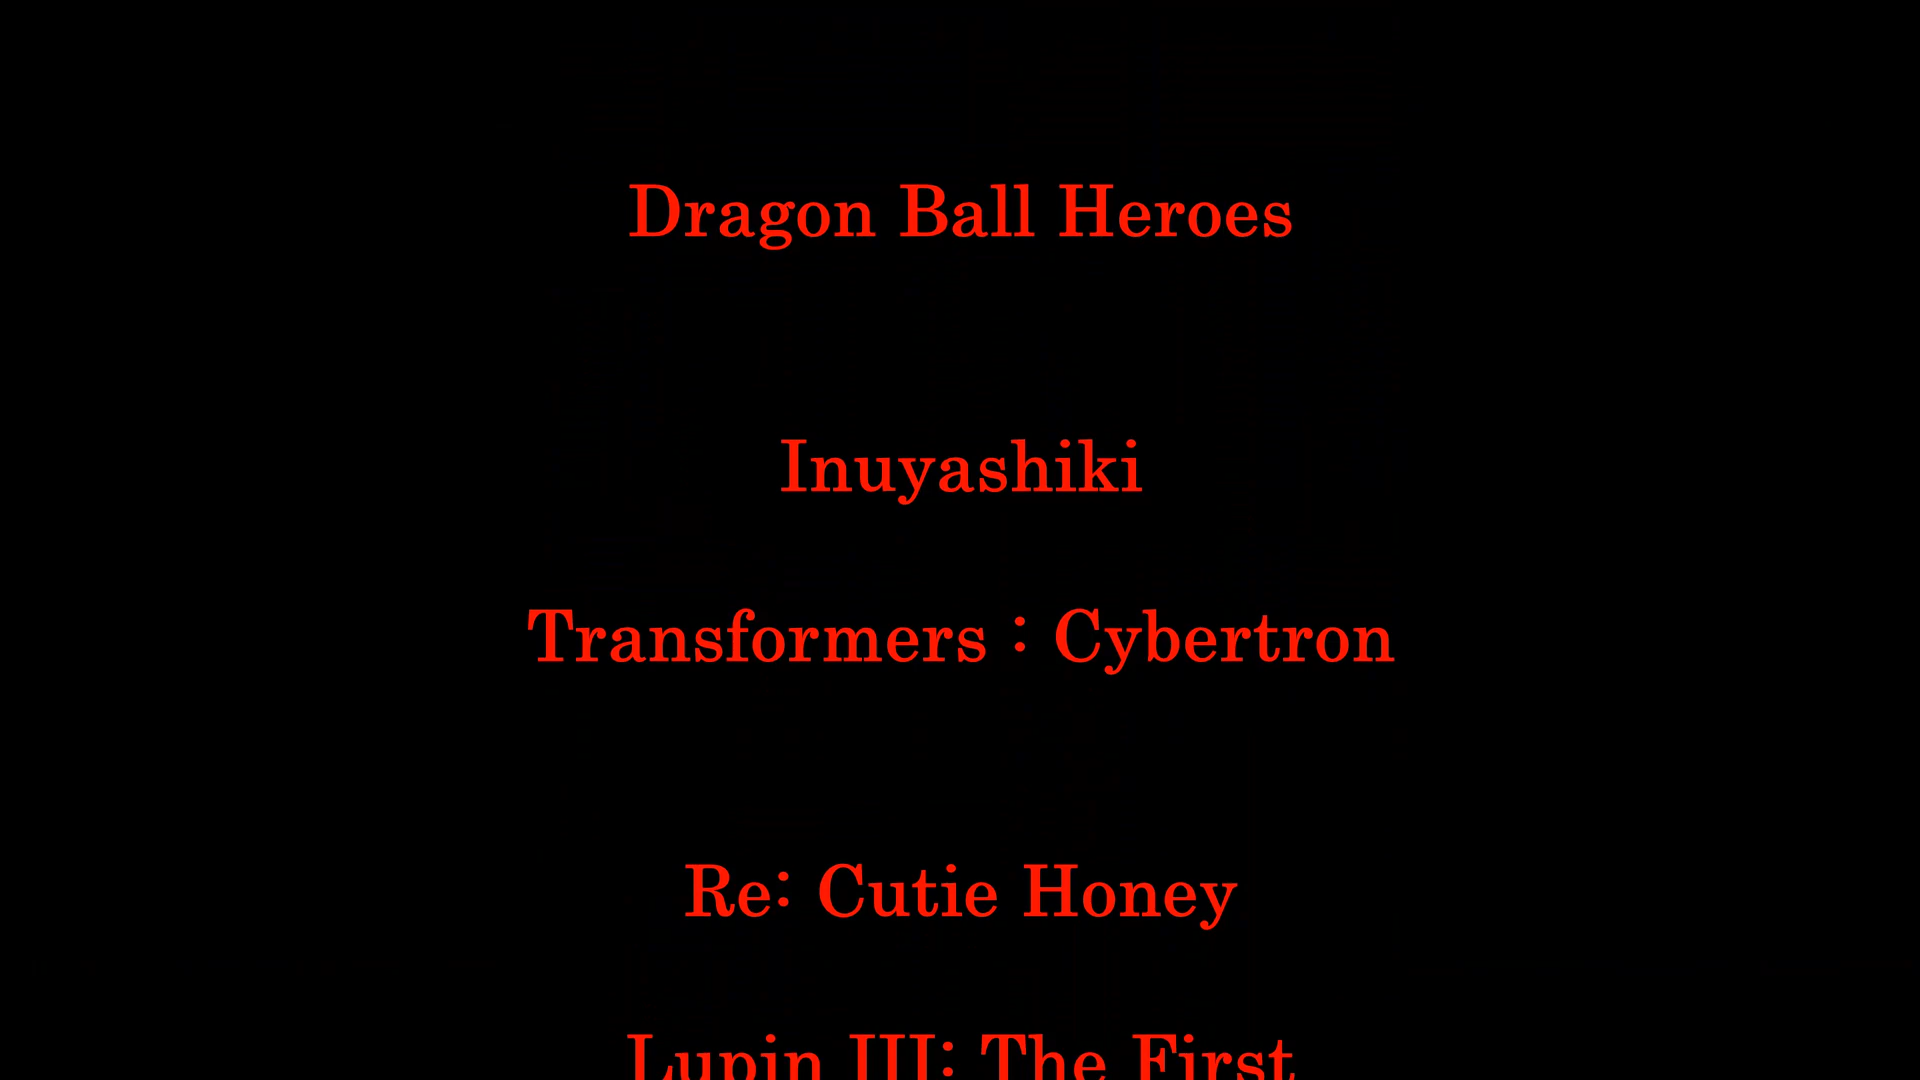 Dragon Ball Heroes
Inuyashiki
Transformers : Cybertron
Re: Cutie Honey
Lupin III: The First